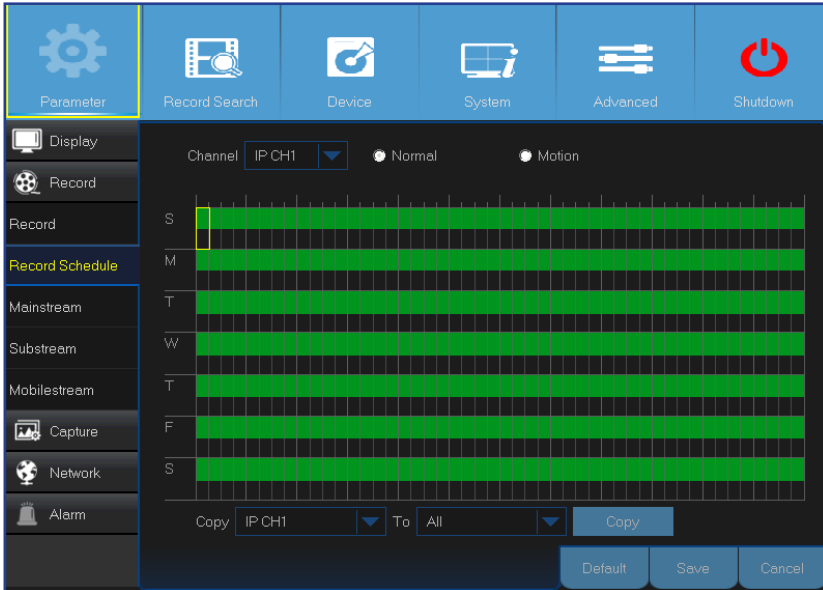 Parameter Record Search Device System Advanced Shutdown
Display
Record
Record
Record Schedule
Mainstream
Substream
Mobilestream
Capture
Network
Alarm
Channel IP CH1 Normal Motion
S
M
T
W
T
F
S
Copy IP CH1 To All Copy
Default Save Cancel